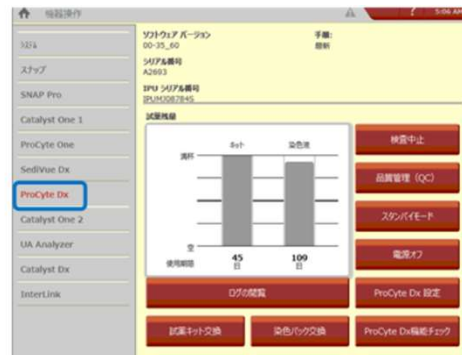 機器操作
? 5:06 AM
システム
スナップ
SNAP Pro
Catalyst One 1
ProCyte One
SediVue Dx
ProCyte Dx
Catalyst One 2
UA Analyzer
Catalyst Dx
InterLink
ソフトウェア バージョン
00-35_60
手順:
最新
シリアル番号
A2603
IPU シリアル番号
IPUMJ08784S
試薬残量
キット
染色液
満杯
空
使用期限
45
日
109
日
検査中止
品質管理 (QC)
スタンバイモード
電源オフ
ログの閲覧
ProCyte Dx 設定
試薬キット交換
染色パック交換
ProCyte Dx機能チェック